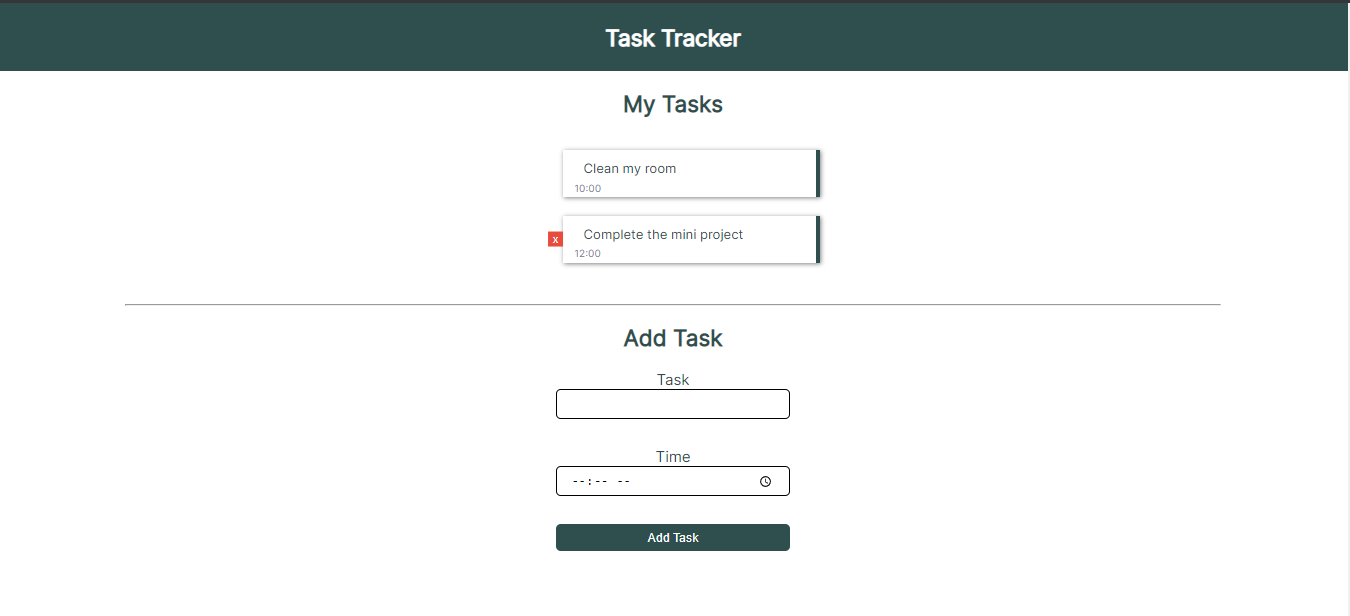 Task Tracker
My Tasks
Clean my room
10:00
x Complete the mini project
12:00
Add Task
Task
Time
--:-- --
Add Task